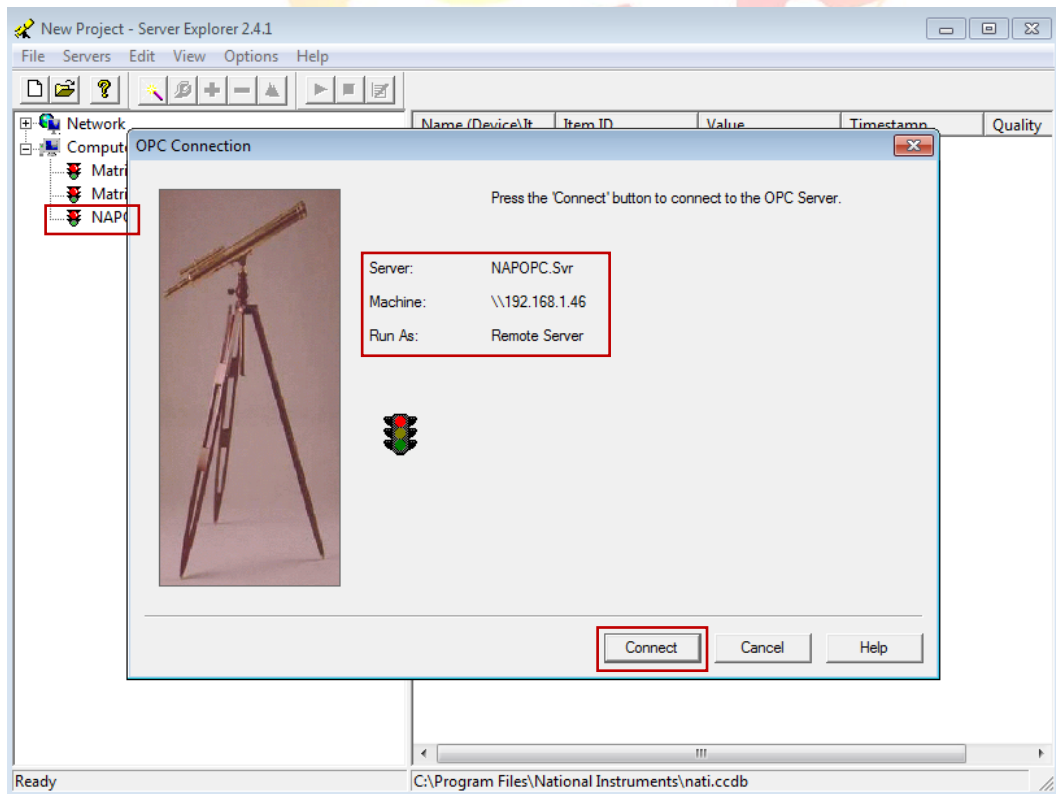 New Project - Server Explorer 2.4.1
File Servers Edit View Options Help
Network
Name (Device\It Item ID Value Timestamp Quality
OPC Connection
Matri
Matri
Press the 'Connect' button to connect to the OPC Server.
Server: NAPOPC.Svr
Machine: \\192.168.1.46
Run As: Remote Server
Connect Cancel Help
Ready C:\Program Files\National Instruments\nati.ccdb